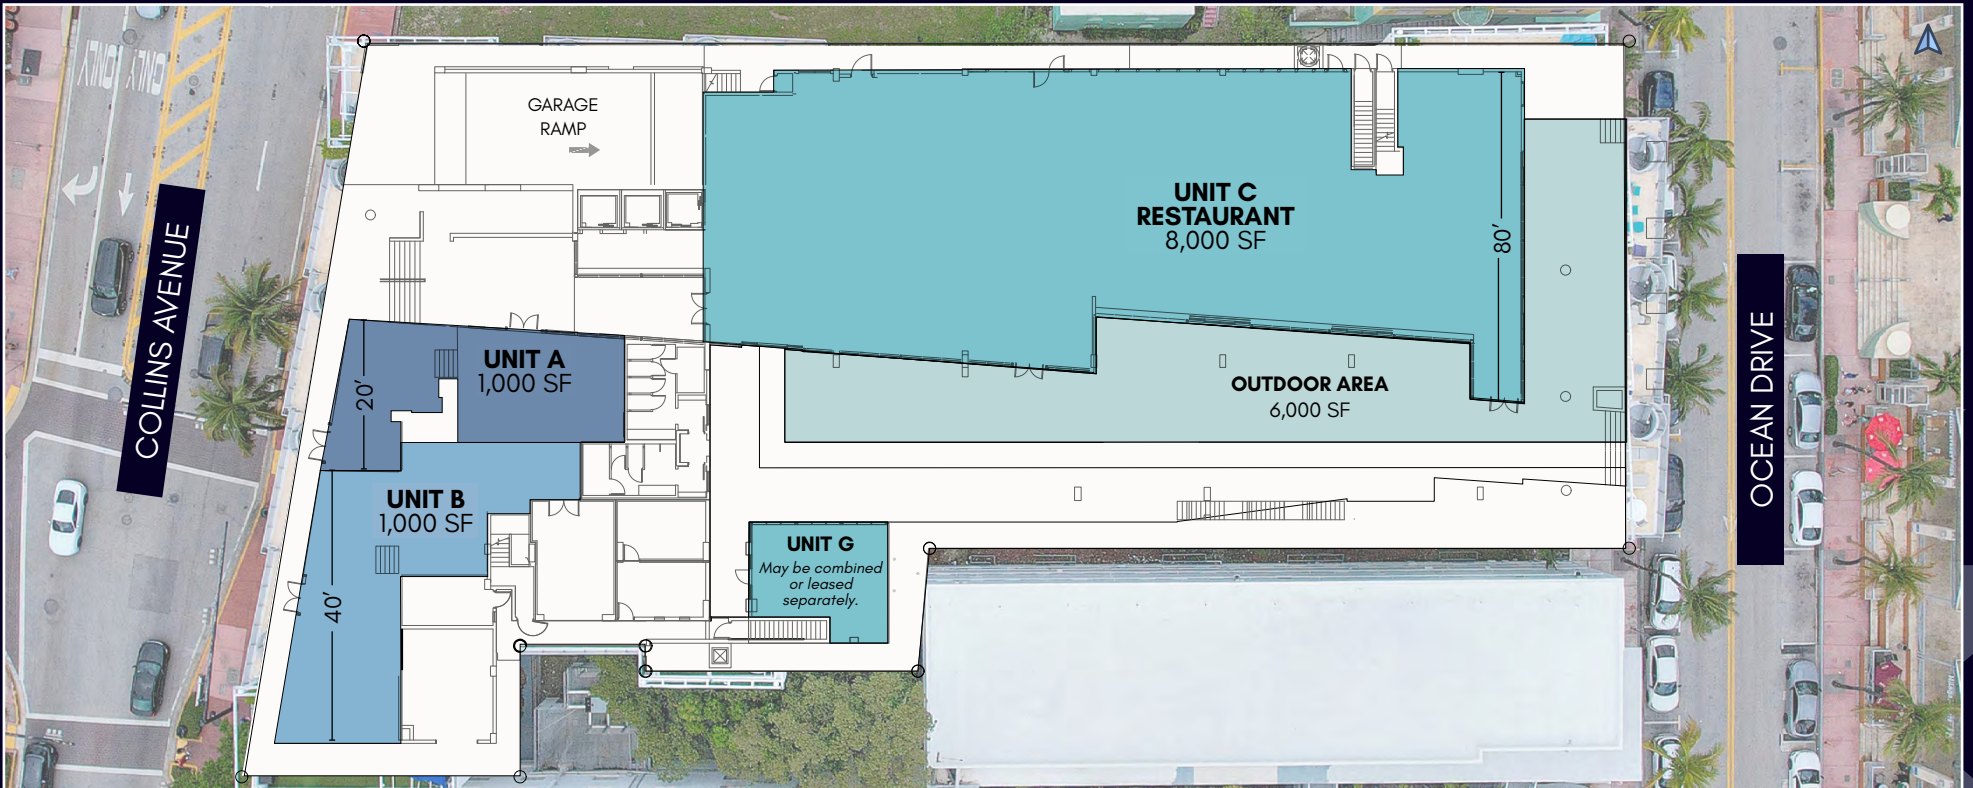 ONLY
ONLY
GARAGE
RAMP
UNIT C
RESTAURANT
8,000 SF
80'
COLLINS AVENUE
OCEAN DRIVE
UNIT A
1,000 SF
20'
OUTDOOR AREA
6,000 SF
UNIT B
1,000 SF
40'
UNIT G
May be combined
or leased
separately.